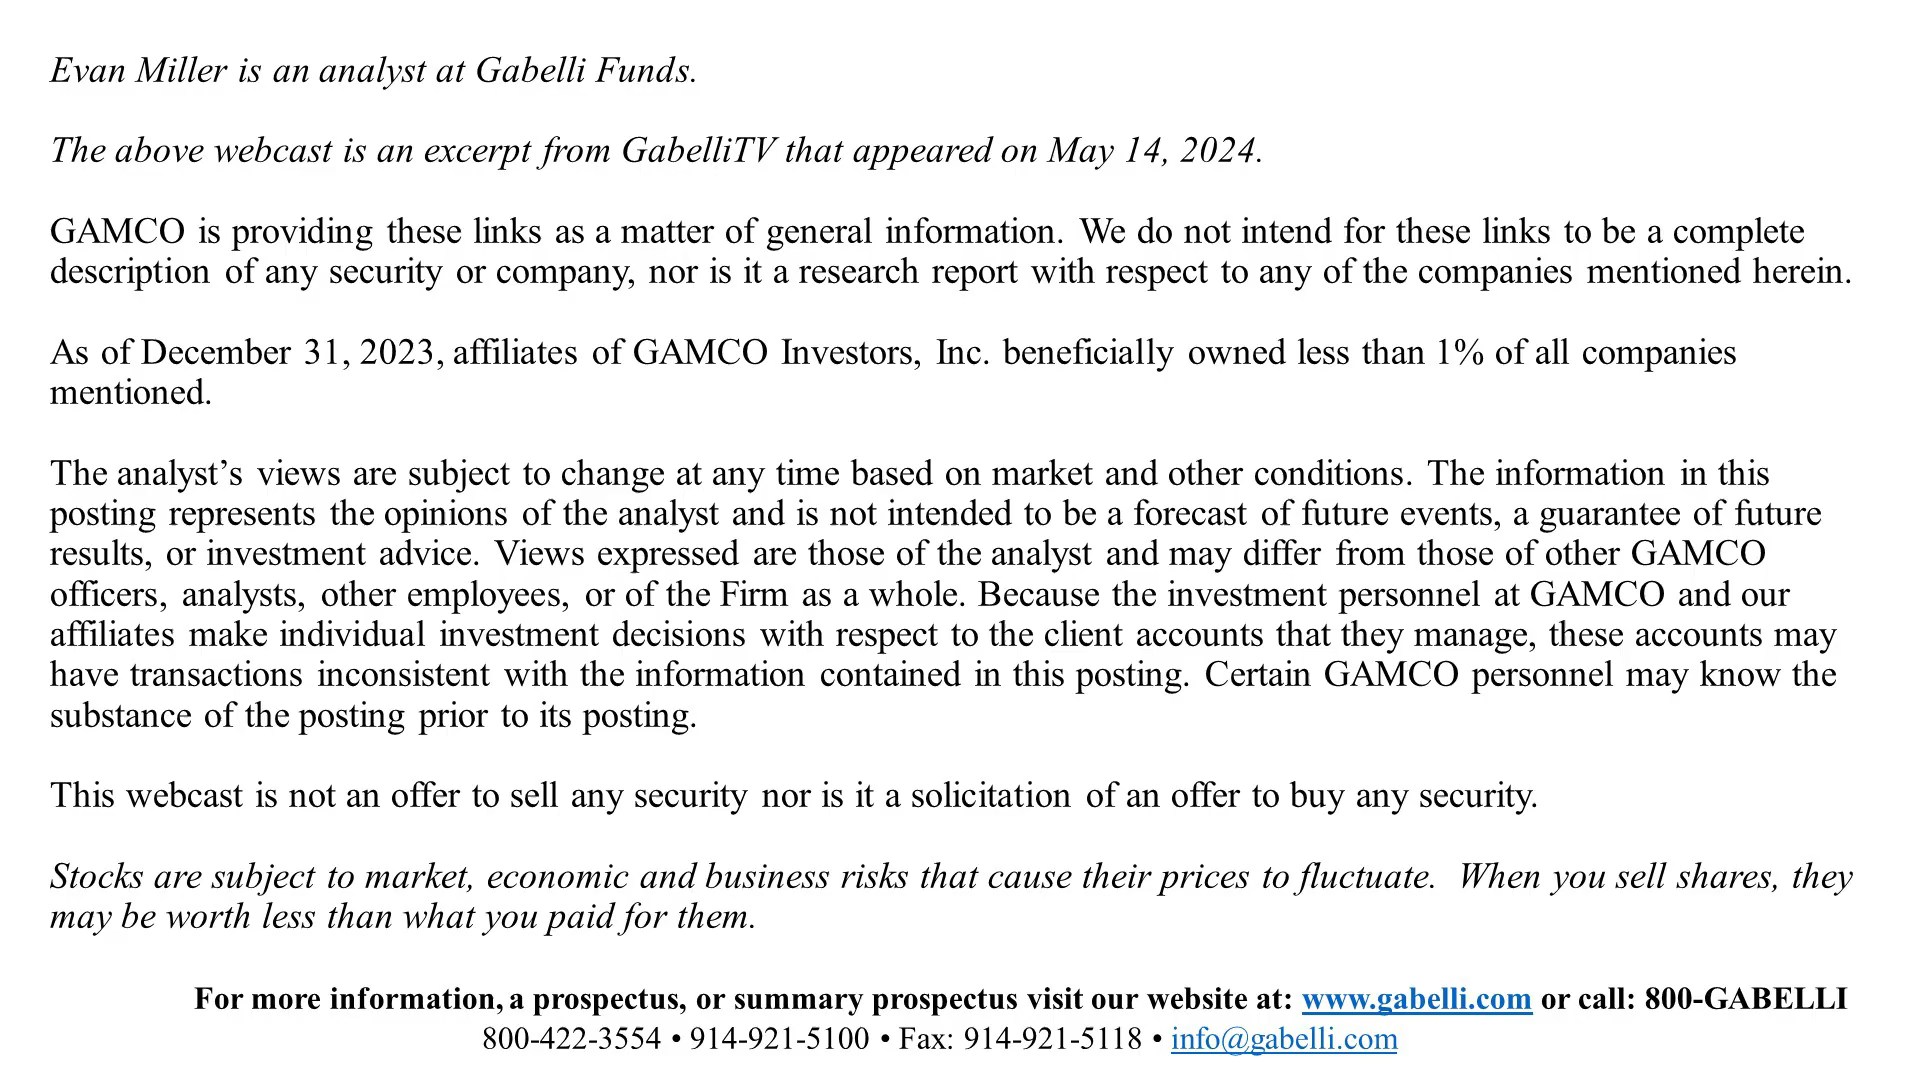 Evan Miller is an analyst at Gabelli Funds.
The above webcast is an excerpt from GabelliTV that appeared on May 14, 2024.
GAMCO is providing these links as a matter of general information. We do not intend for these links to be a complete
description of any security or company, nor is it a research report with respect to any of the companies mentioned herein.
As of December 31, 2023, affiliates of GAMCO Investors, Inc. beneficially owned less than 1% of all companies
mentioned.
The analyst’s views are subject to change at any time based on market and other conditions. The information in this
posting represents the opinions of the analyst and is not intended to be a forecast of future events, a guarantee of future
results, or investment advice. Views expressed are those of the analyst and may differ from those of other GAMCO
officers, analysts, other employees, or of the Firm as a whole. Because the investment personnel at GAMCO and our
affiliates make individual investment decisions with respect to the client accounts that they manage, these accounts may
have transactions inconsistent with the information contained in this posting. Certain GAMCO personnel may know the
substance of the posting prior to its posting.
This webcast is not an offer to sell any security nor is it a solicitation of an offer to buy any security.
Stocks are subject to market, economic and business risks that cause their prices to fluctuate. When you sell shares, they
may be worth less than what you paid for them.
For more information, a prospectus, or summary prospectus visit our website at: www.gabelli.com or call: 800-GABELLI
800-422-3554 • 914-921-5100 • Fax: 914-921-5118 • info@gabelli.com